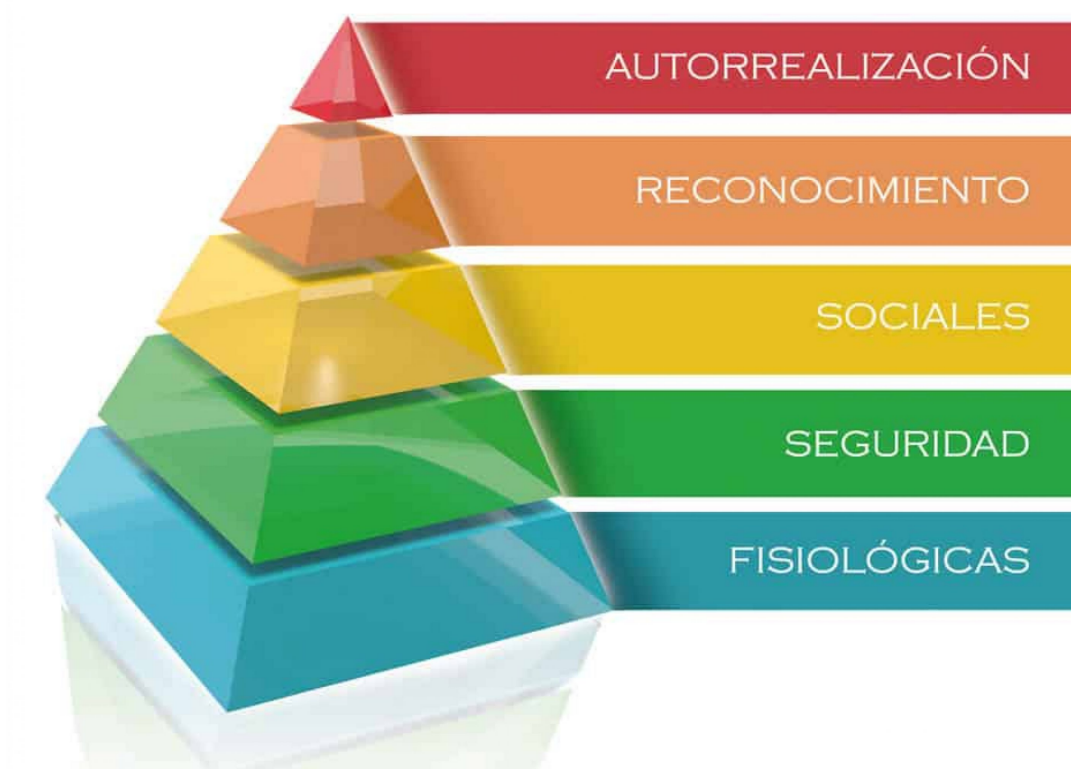 AUTORREALIZACIÓN
RECONOCIMIENTO
SOCIALES
SEGURIDAD
FISIOLÓGICAS